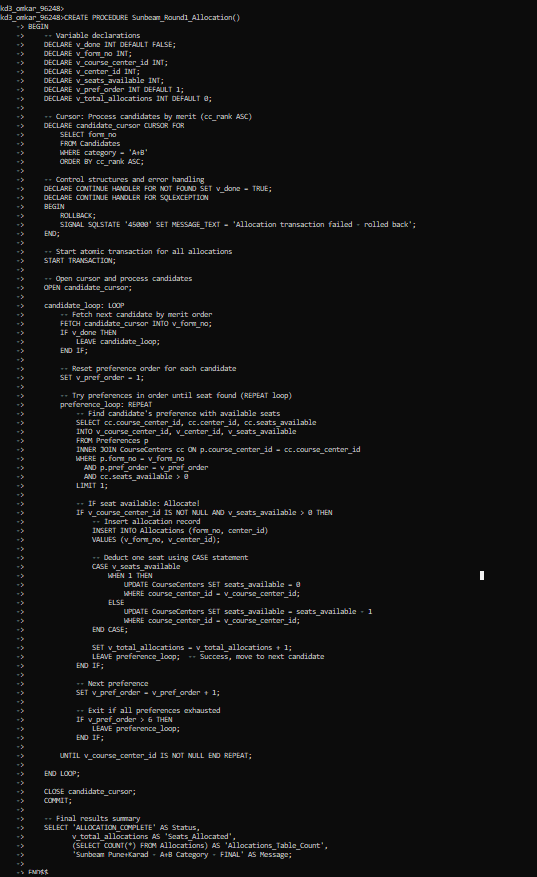 kd3_omkar_96248>
kd3_omkar_96248>CREATE PROCEDURE Sunbeam_Round1_Allocation()
-> BEGIN
->     -- Variable declarations
->     DECLARE v_done INT DEFAULT FALSE;
->     DECLARE v_form_no INT;
->     DECLARE v_course_center_id INT;
->     DECLARE v_center_id INT;
->     DECLARE v_seats_available INT;
->     DECLARE v_pref_order INT DEFAULT 1;
->     DECLARE v_total_allocations INT DEFAULT 0;
->
->     -- Cursor: Process candidates by merit (cc_rank ASC)
->     DECLARE candidate_cursor CURSOR FOR
->         SELECT form_no
->         FROM Candidates
->         WHERE category = 'A+B'
->         ORDER BY cc_rank ASC;
->
->     -- Control structures and error handling
->     DECLARE CONTINUE HANDLER FOR NOT FOUND SET v_done = TRUE;
->     DECLARE CONTINUE HANDLER FOR SQLEXCEPTION
->     BEGIN
->         ROLLBACK;
->         SIGNAL SQLSTATE '45000' SET MESSAGE_TEXT = 'Allocation transaction failed - rolled back';
->     END;
->
->     -- Start atomic transaction for all allocations
->     START TRANSACTION;
->
->     -- Open cursor and process candidates
->     OPEN candidate_cursor;
->
->     candidate_loop: LOOP
->         -- Fetch next candidate by merit order
->         FETCH candidate_cursor INTO v_form_no;
->         IF v_done THEN
->             LEAVE candidate_loop;
->         END IF;
->
->         -- Reset preference order for each candidate
->         SET v_pref_order = 1;
->
->         -- Try preferences in order until seat found (REPEAT loop)
->         preference_loop: REPEAT
->             -- Find candidate's preference with available seats
->             SELECT cc.course_center_id, cc.center_id, cc.seats_available
->             INTO v_course_center_id, v_center_id, v_seats_available
->             FROM Preferences p
->             INNER JOIN CourseCenters cc ON p.course_center_id = cc.course_center_id
->             WHERE p.form_no = v_form_no
->               AND p.pref_order = v_pref_order
->               AND cc.seats_available > 0
->             LIMIT 1;
->
->             -- IF seat available: Allocate!
->             IF v_course_center_id IS NOT NULL AND v_seats_available > 0 THEN
->                 -- Insert allocation record
->                 INSERT INTO Allocations (form_no, center_id)
->                 VALUES (v_form_no, v_center_id);
->
->                 -- Deduct one seat using CASE statement
->                 CASE v_seats_available
->                     WHEN 1 THEN
->                         UPDATE CourseCenters SET seats_available = 0
->                         WHERE course_center_id = v_course_center_id;
->                     ELSE
->                         UPDATE CourseCenters SET seats_available = seats_available - 1
->                         WHERE course_center_id = v_course_center_id;
->                 END CASE;
->
->                 SET v_total_allocations = v_total_allocations + 1;
->                 LEAVE preference_loop;  -- Success, move to next candidate
->             END IF;
->
->             -- Next preference
->             SET v_pref_order = v_pref_order + 1;
->
->             -- Exit if all preferences exhausted
->             IF v_pref_order > 6 THEN
->                 LEAVE preference_loop;
->             END IF;
->
->         UNTIL v_course_center_id IS NOT NULL END REPEAT;
->
->     END LOOP;
->
->     CLOSE candidate_cursor;
->     COMMIT;
->
->     -- Final results summary
->     SELECT 'ALLOCATION_COMPLETE' AS Status,
->            v_total_allocations AS 'Seats_Allocated',
->            (SELECT COUNT(*) FROM Allocations) AS 'Allocations_Table_Count',
->            'Sunbeam Pune+Karad - A+B Category - FINAL' AS Message;
->
-> END$$